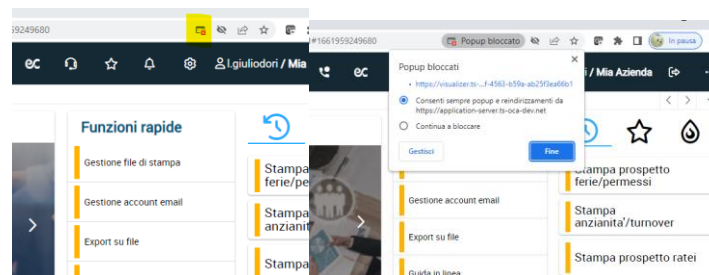 59249680
ec
l.giuliodori / Mia
Funzioni rapide
Gestione file di stampa
Gestione account email
Export su file
Stampa
ferie/pe
Stampa
anzianit
Stampa
#1661959249680
Popup bloccato
In pausa
ec
i / Mia Azienda
Popup bloccati
https://visualizer.ts-...f-4563-b59a-ab25f3ea66b1
Consenti sempre popup e reindirizzamenti da
https://application-server.ts-oca-dev.net
Continua a bloccare
Gestisci
Fine
Gestione account email
Export su file
Guida in linea
Stampa prospetto
ferie/permessi
Stampa
anzianita'/turnover
Stampa prospetto ratei